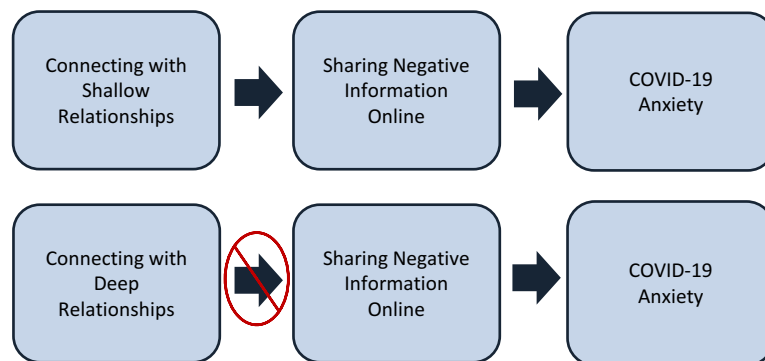 Connecting with
Shallow
Relationships
Sharing Negative
Information
Online
COVID-19
Anxiety
Connecting with
Deep
Relationships
Sharing Negative
Information
Online
COVID-19
Anxiety